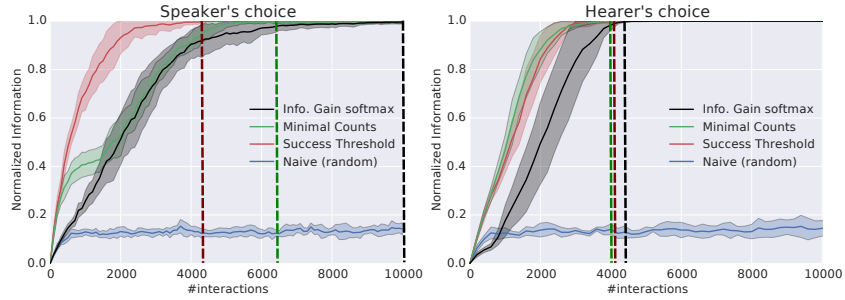 Speaker's choice
Normalized Information
1.0
0.8
0.6
0.4
0.2
0.0
Info. Gain softmax
Minimal Counts
Success Threshold
Naive (random)
0
2000
4000
6000
8000
10000
#interactions
Hearer's choice
Normalized Information
1.0
0.8
0.6
0.4
0.2
0.0
Info. Gain softmax
Minimal Counts
Success Threshold
Naive (random)
0
2000
4000
6000
8000
10000
#interactions